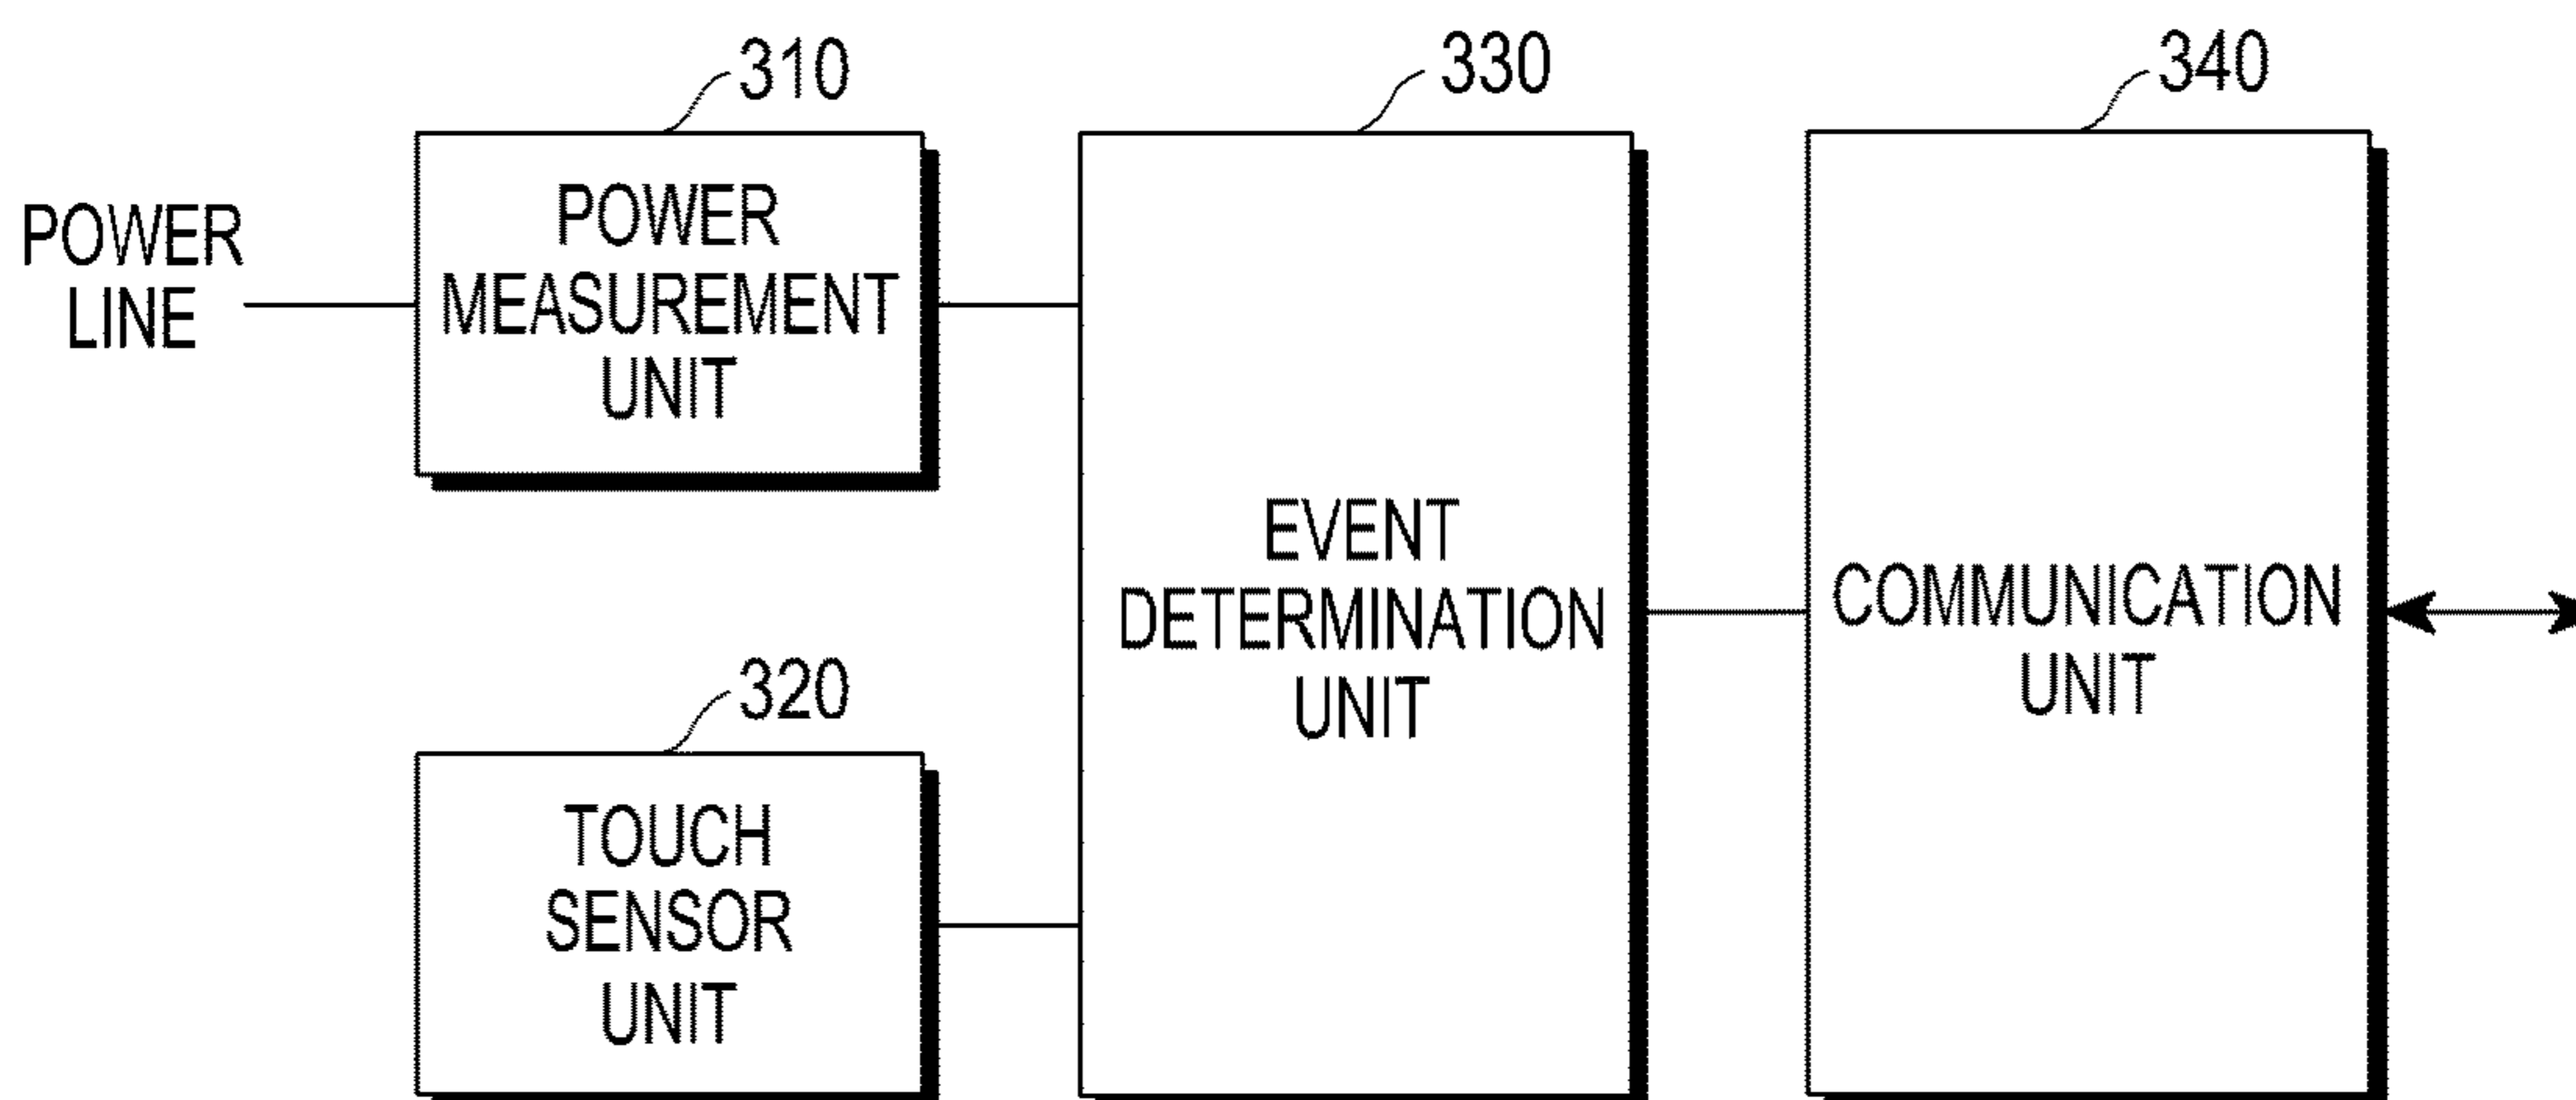 310
330
340
POWER
LINE
POWER
MEASUREMENT
UNIT
EVENT
DETERMINATION
UNIT
COMMUNICATION
UNIT
320
TOUCH
SENSOR
UNIT